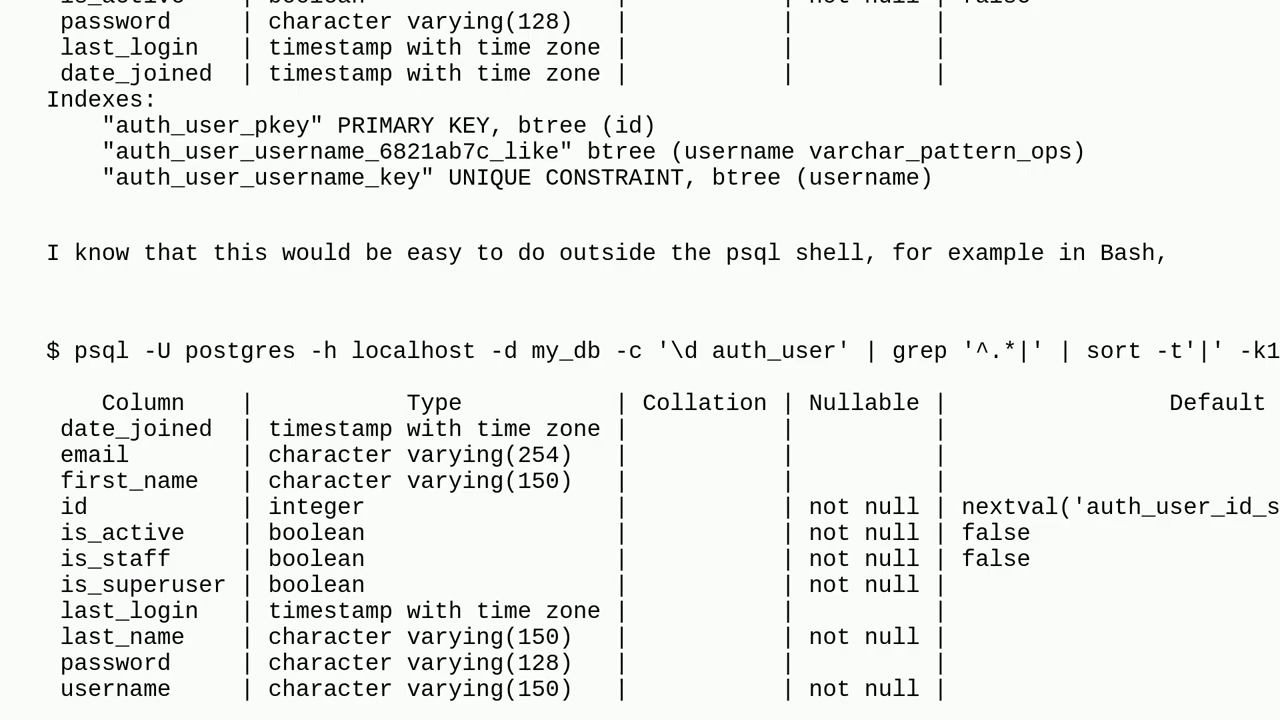 is_active | boolean | | not null | false
password | character varying(128) | | |
last_login | timestamp with time zone | | |
date_joined | timestamp with time zone | | |
Indexes:
"auth_user_pkey" PRIMARY KEY, btree (id)
"auth_user_username_6821ab7c_like" btree (username varchar_pattern_ops)
"auth_user_username_key" UNIQUE CONSTRAINT, btree (username)
I know that this would be easy to do outside the psql shell, for example in Bash,
$ psql -U postgres -h localhost -d my_db -c '\d auth_user' | grep '^.*|' | sort -t'|' -k1
Column | Type | Collation | Nullable | Default
date_joined | timestamp with time zone | | |
email | character varying(254) | | |
first_name | character varying(150) | | |
id | integer | | not null | nextval('auth_user_id_s
is_active | boolean | | not null | false
is_staff | boolean | | not null | false
is_superuser | boolean | | not null |
last_login | timestamp with time zone | | |
last_name | character varying(150) | | not null |
password | character varying(128) | | |
username | character varying(150) | | not null |